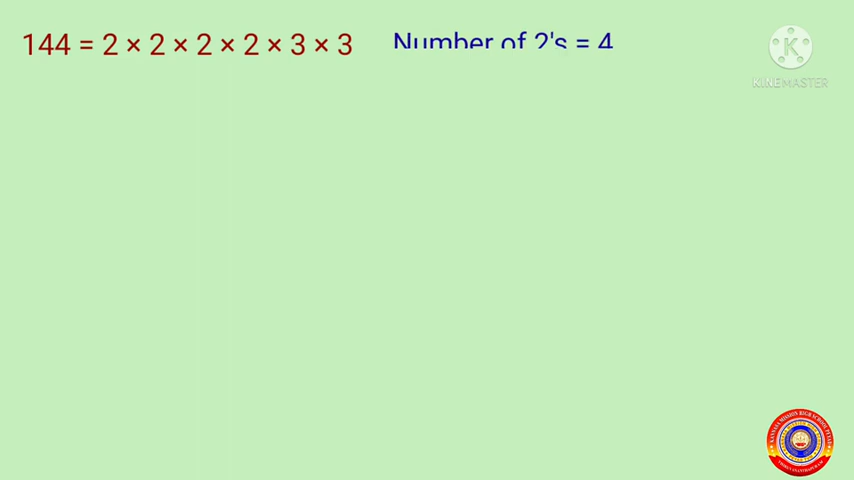 144 = 2 × 2 × 2 × 2 × 3 × 3 Number of 2's = 4
KINEMASTER